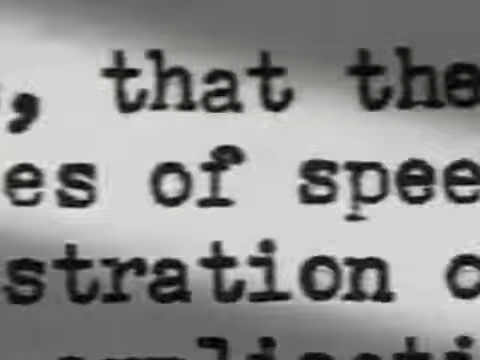 , that the
es of spee
stration o